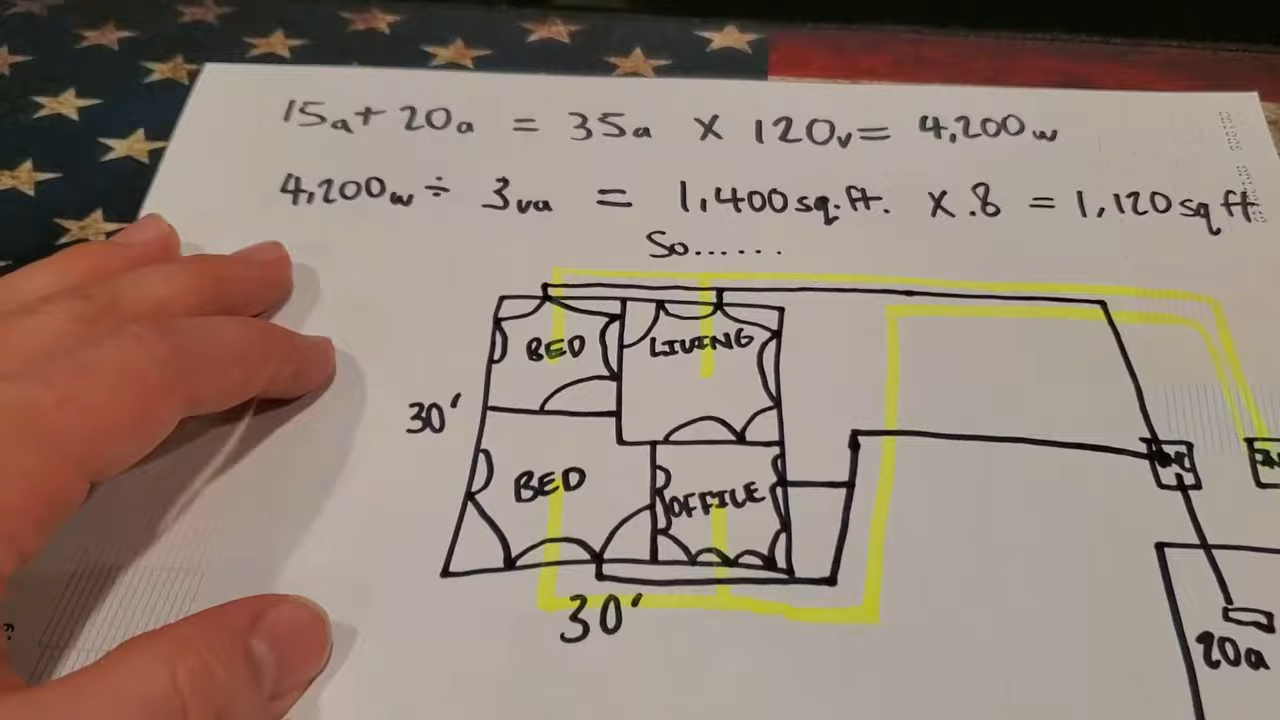 15a + 20a = 35a X 120v = 4,200w
4,200w ÷ 3va = 1,400 sq.ft. X .8 = 1,120 sq ft
So......
BED LIVING
30'
BED OFFICE
30'
20a